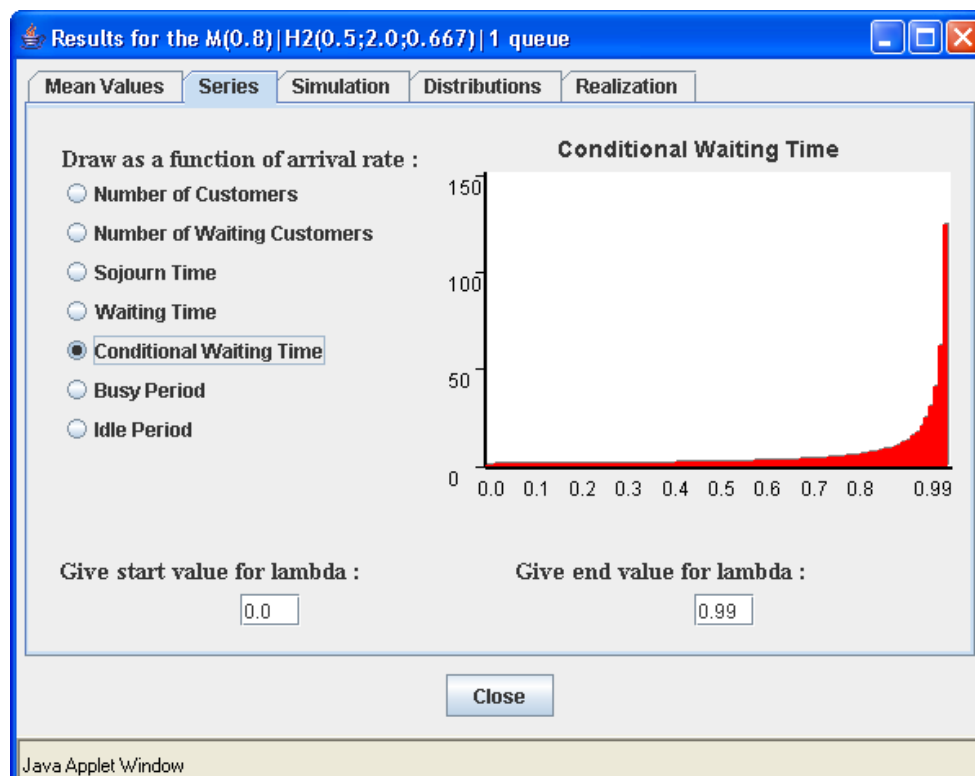 Results for the M(0.8)|H2(0.5;2.0;0.667)|1 queue
Mean Values Series Simulation Distributions Realization
Draw as a function of arrival rate :
Number of Customers
Number of Waiting Customers
Sojourn Time
Waiting Time
Conditional Waiting Time
Busy Period
Idle Period
Conditional Waiting Time
150
100
50
0
0.0 0.1 0.2 0.3 0.4 0.5 0.6 0.7 0.8 0.99
Give start value for lambda :
0.0
Give end value for lambda :
0.99
Close
Java Applet Window